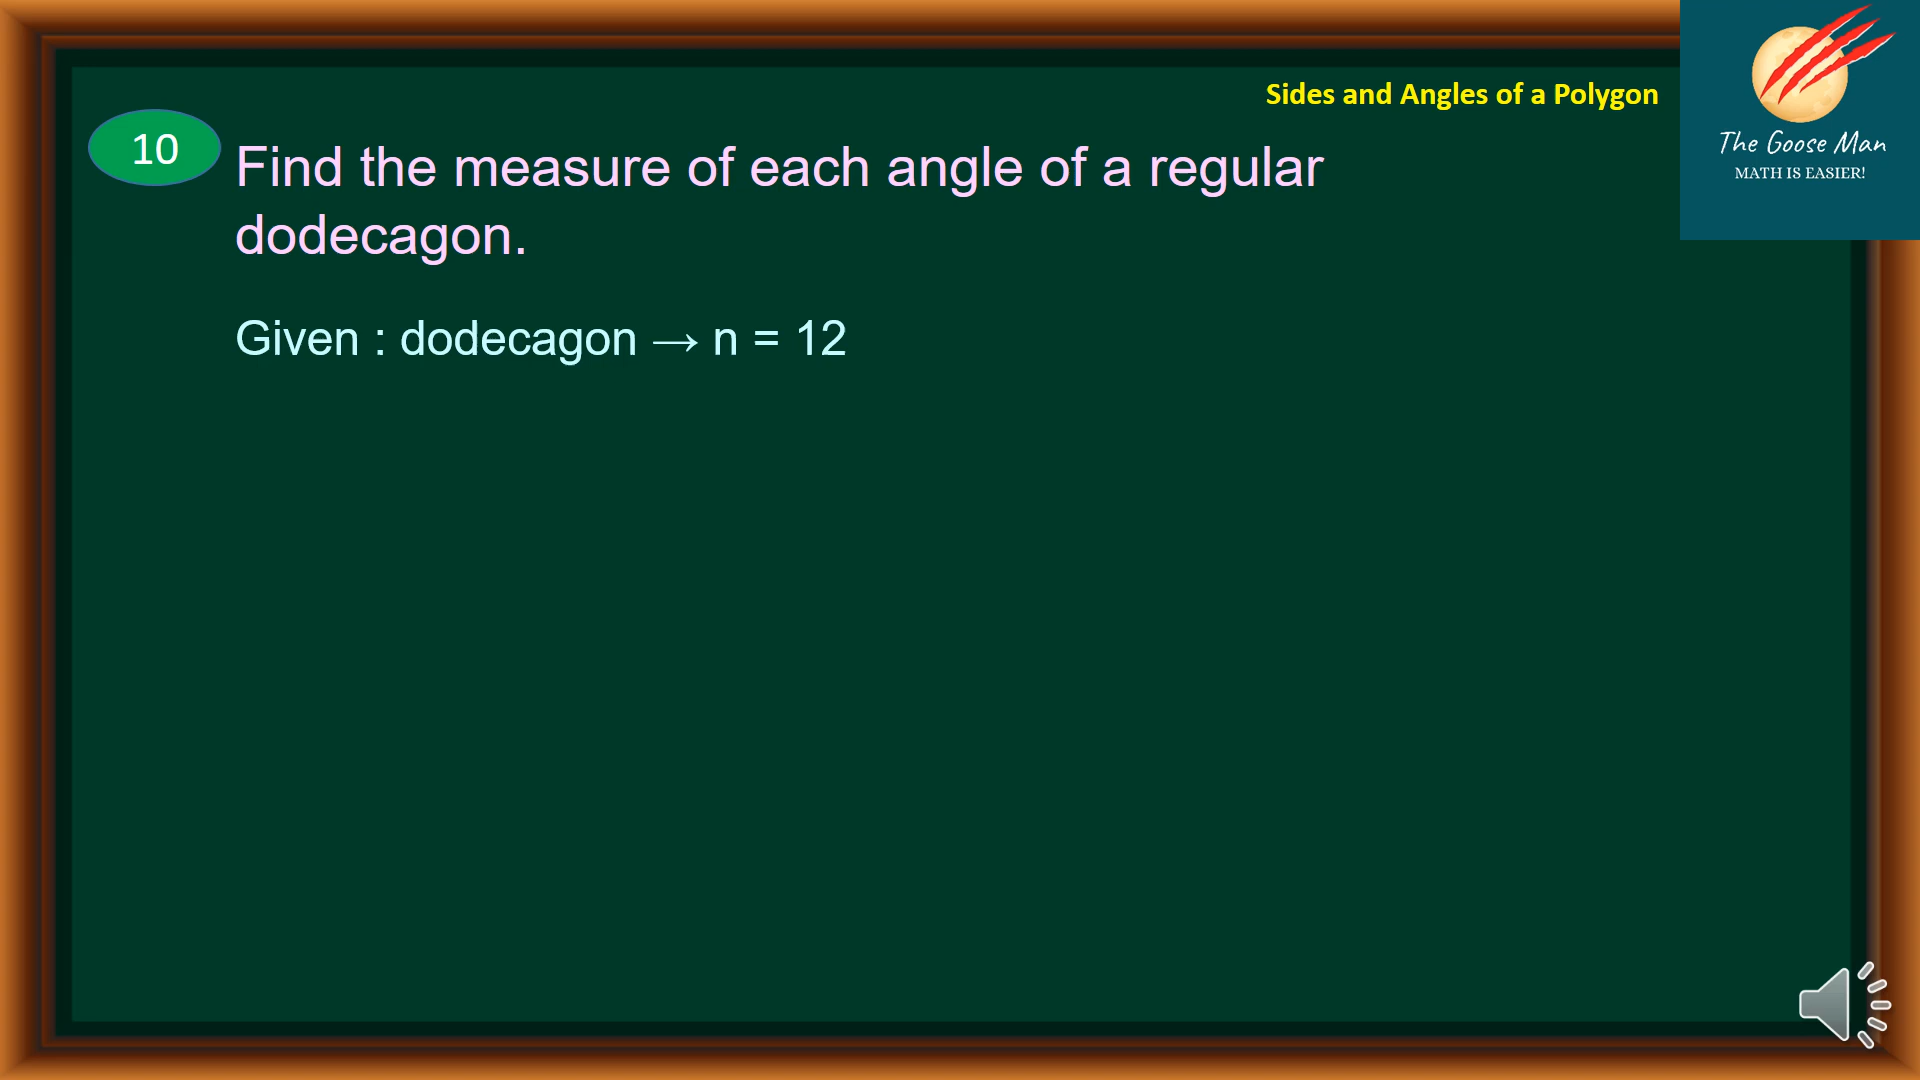 Sides and Angles of a Polygon
The Goose Man
MATH IS EASIER!
10
Find the measure of each angle of a regular
dodecagon.
Given : dodecagon → n = 12